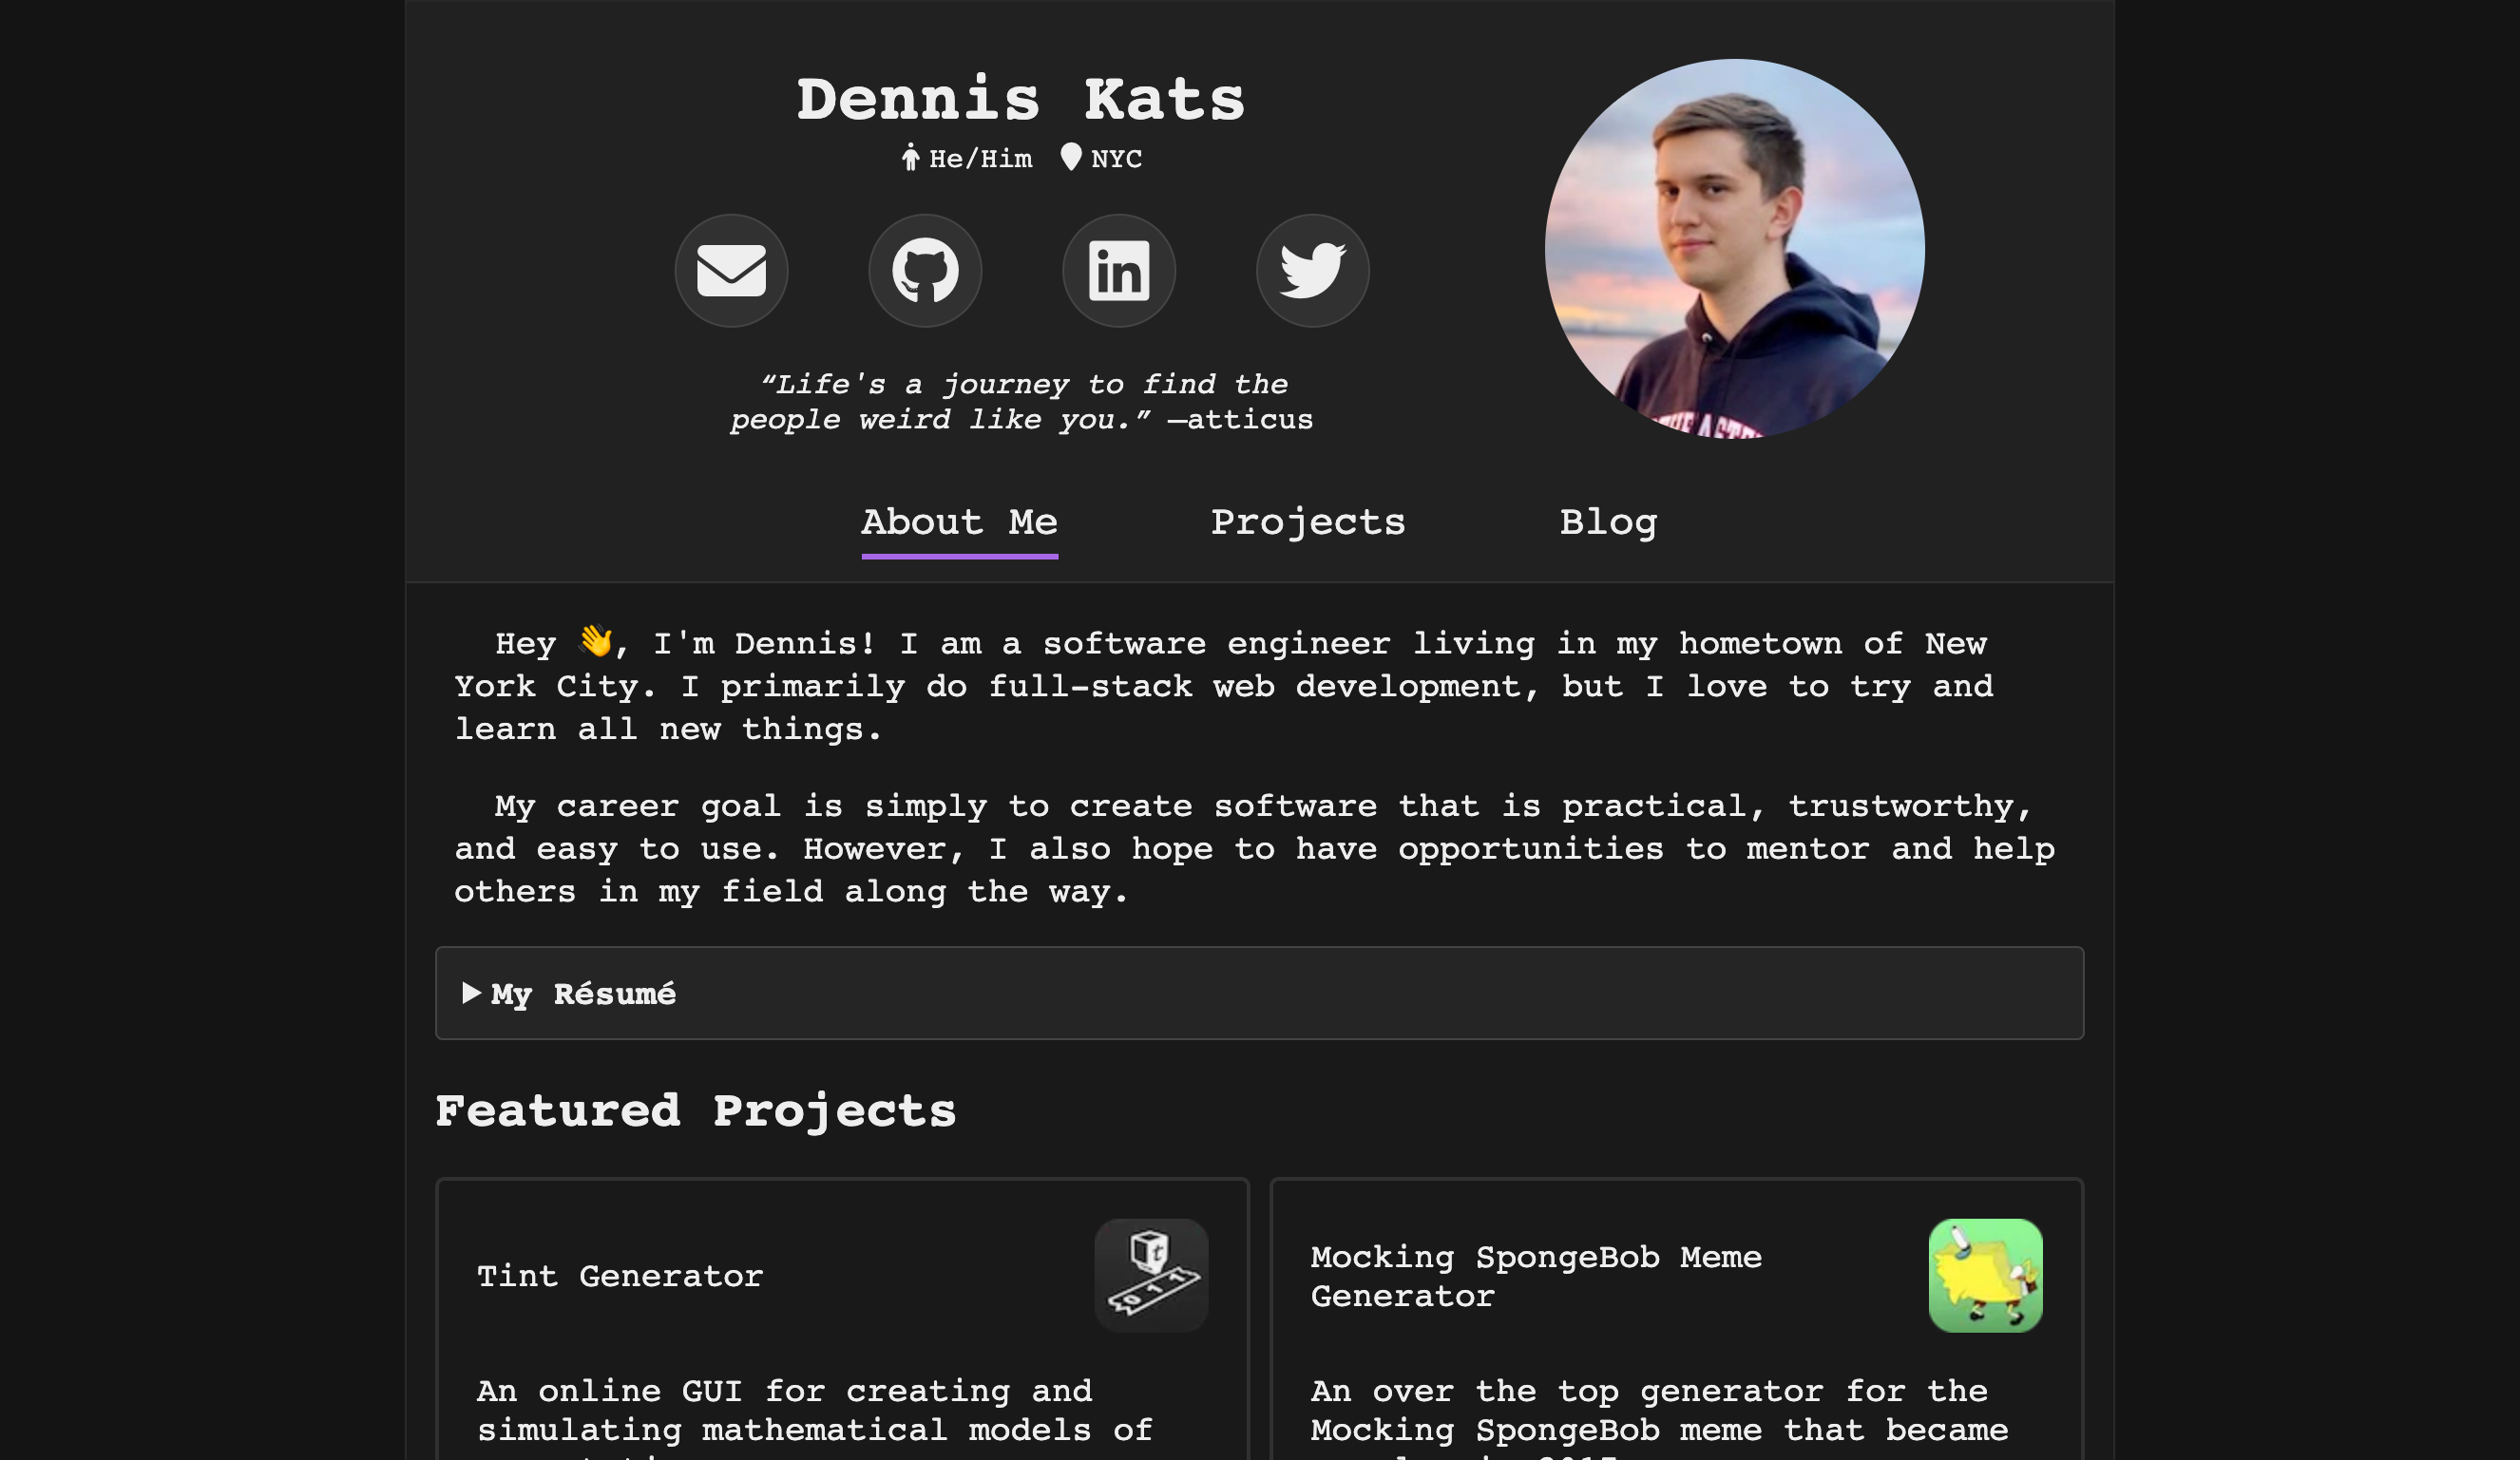 Dennis Kats
He/Him NYC
in
“Life's a journey to find the
people weird like you.” —atticus
About Me
Projects
Blog
Hey 👋, I'm Dennis! I am a software engineer living in my hometown of New
York City. I primarily do full-stack web development, but I love to try and
learn all new things.
My career goal is simply to create software that is practical, trustworthy,
and easy to use. However, I also hope to have opportunities to mentor and help
others in my field along the way.
My Résumé
Featured Projects
Tint Generator
t
0 1 1
An online GUI for creating and
simulating mathematical models of
Mocking SpongeBob Meme
Generator
An over the top generator for the
Mocking SpongeBob meme that became